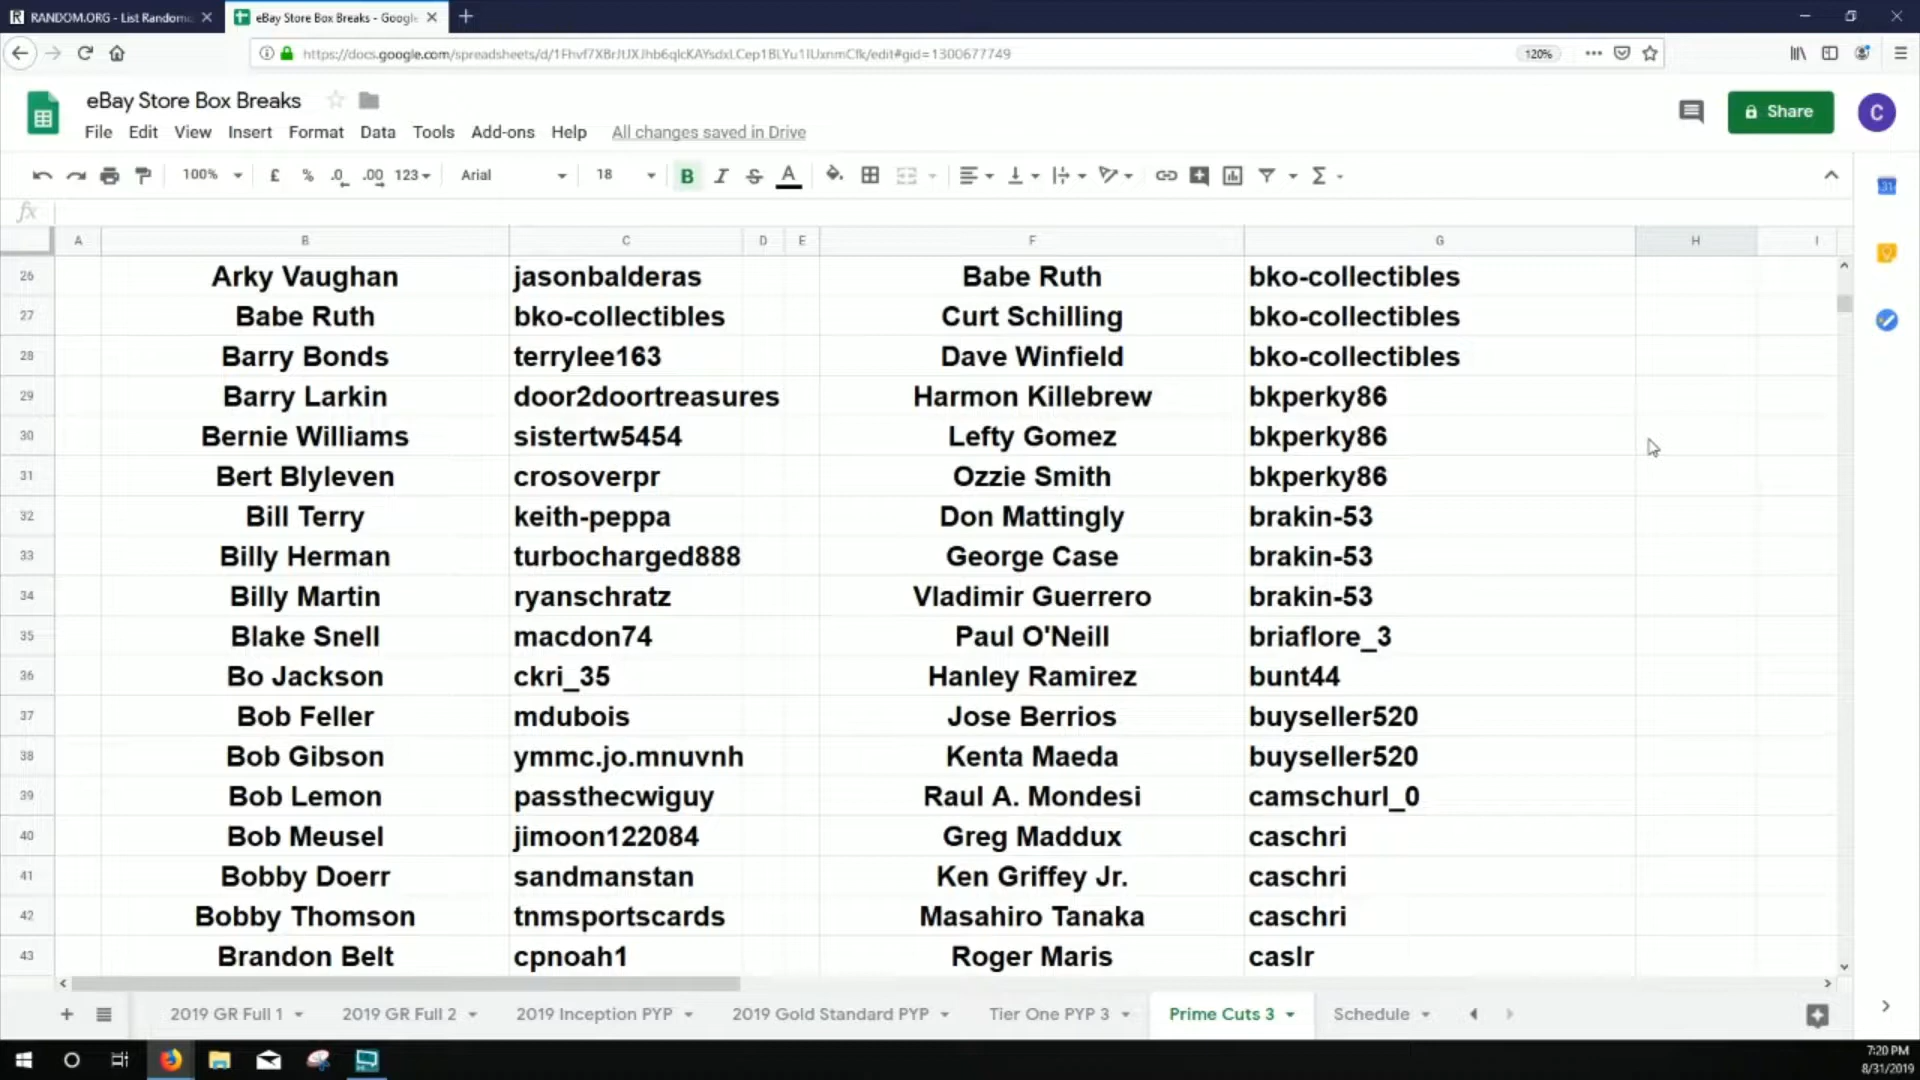 RANDOM.ORG - List Randomi
eBay Store Box Breaks - Google
120%
eBay Store Box Breaks
Share
C
File Edit View Insert Format Data Tools Add-ons Help All changes saved in Drive
100% £ % .0 .00 123 Arial 18 B I S A Σ
fx
A B C D E F G H I
26 Arky Vaughan jasonbalderas Babe Ruth bko-collectibles
27 Babe Ruth bko-collectibles Curt Schilling bko-collectibles
28 Barry Bonds terrylee163 Dave Winfield bko-collectibles
29 Barry Larkin door2doortreasures Harmon Killebrew bkperky86
30 Bernie Williams sistertw5454 Lefty Gomez bkperky86
31 Bert Blyleven crosoverpr Ozzie Smith bkperky86
32 Bill Terry keith-peppa Don Mattingly brakin-53
33 Billy Herman turbocharged888 George Case brakin-53
34 Billy Martin ryanschratz Vladimir Guerrero brakin-53
35 Blake Snell macdon74 Paul O'Neill briaflore_3
36 Bo Jackson ckri_35 Hanley Ramirez bunt44
37 Bob Feller mdubois Jose Berrios buyseller520
38 Bob Gibson ymmc.jo.mnuvnh Kenta Maeda buyseller520
39 Bob Lemon passthecwiguy Raul A. Mondesi camschurl_0
40 Bob Meusel jimoon122084 Greg Maddux caschri
41 Bobby Doerr sandmanstan Ken Griffey Jr. caschri
42 Bobby Thomson tnmsportscards Masahiro Tanaka caschri
43 Brandon Belt cpnoah1 Roger Maris caslr
2019 GR Full 1 2019 GR Full 2 2019 Inception PYP 2019 Gold Standard PYP Tier One PYP 3 Prime Cuts 3 Schedule
7:20 PM
8/31/2019